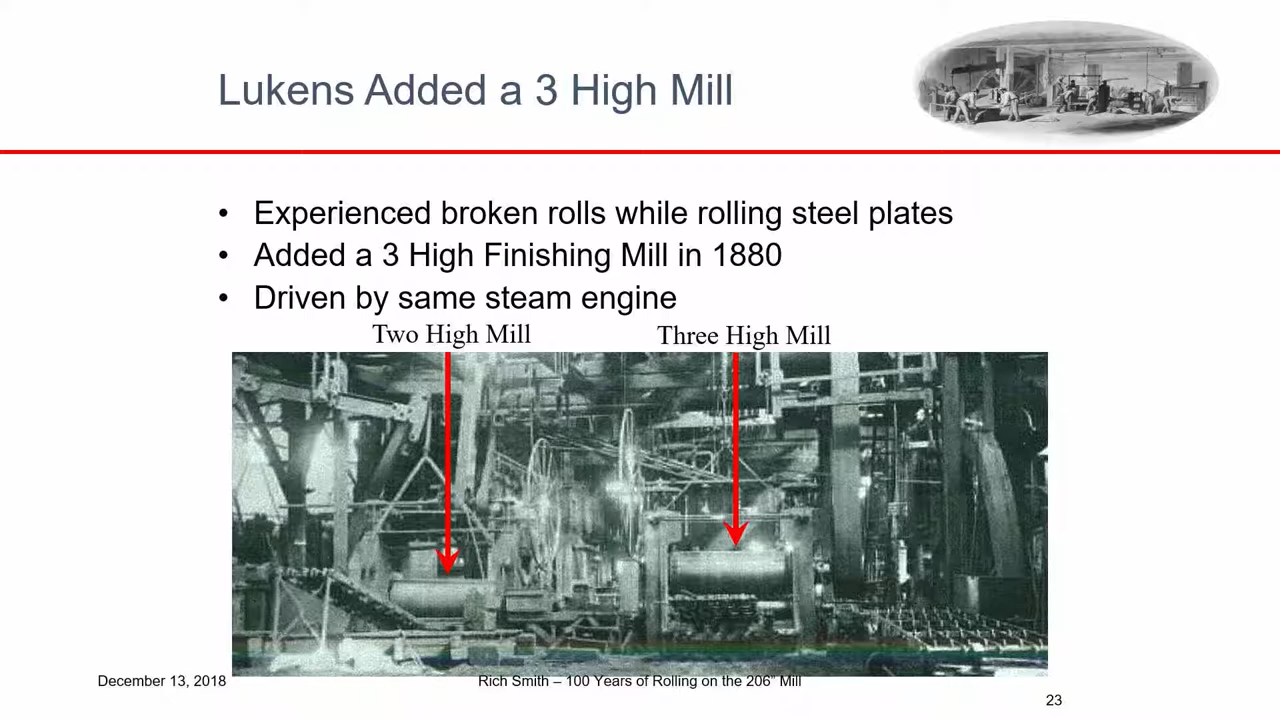 Lukens Added a 3 High Mill
• Experienced broken rolls while rolling steel plates
• Added a 3 High Finishing Mill in 1880
• Driven by same steam engine
Two High Mill
Three High Mill
December 13, 2018
Rich Smith – 100 Years of Rolling on the 206” Mill
23